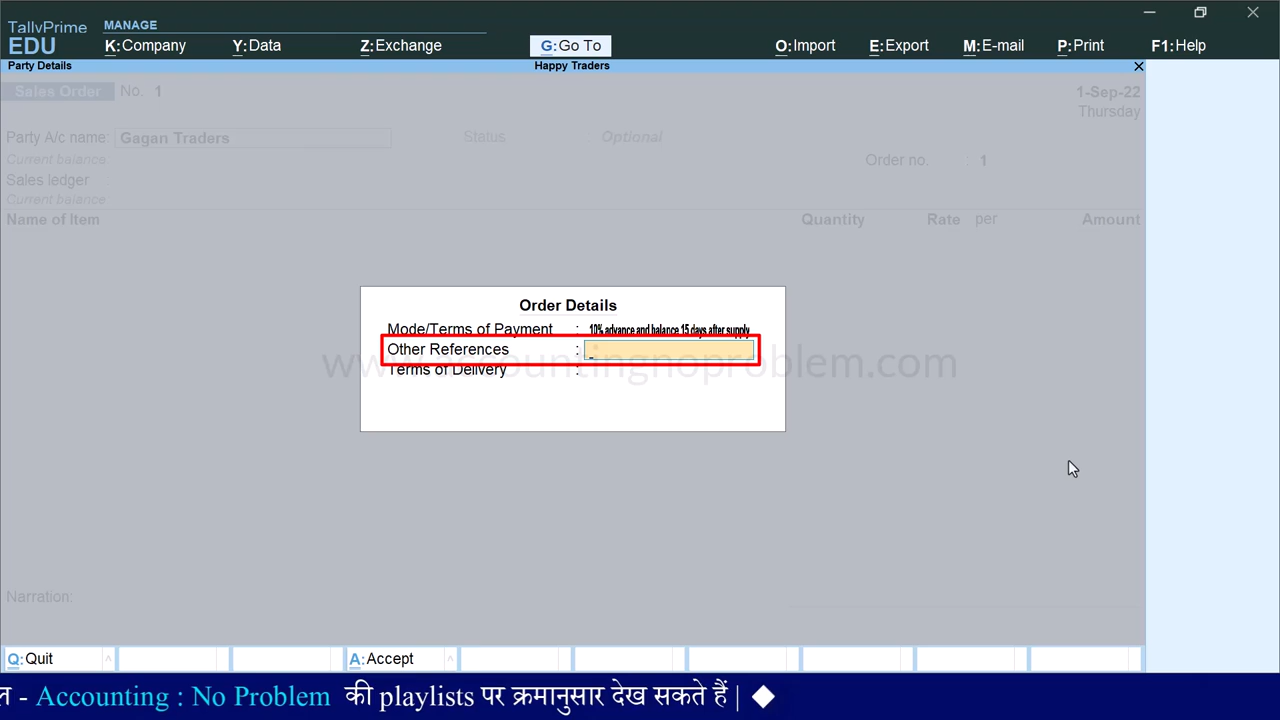 TallyPrime
EDU
MANAGE
K:Company Y:Data Z:Exchange G:Go To O:Import E:Export M:E-mail P:Print F1:Help
Party Details Happy Traders
Sales Order No. 1 1-Sep-22
Thursday
Party A/c name: Gagan Traders Status Optional
Current balance
Order no. : 1
Sales ledger
Current balance
Name of Item Quantity Rate per Amount
Order Details
Mode/Terms of Payment : 10% advance and balance 15 days after supply
Other References :
www.accountingnoproblem.com
Terms of Delivery :
Narration:
Q:Quit A:Accept
ल - Accounting : No Problem की playlists पर क्रमानुसार देख सकते हैं | ◆